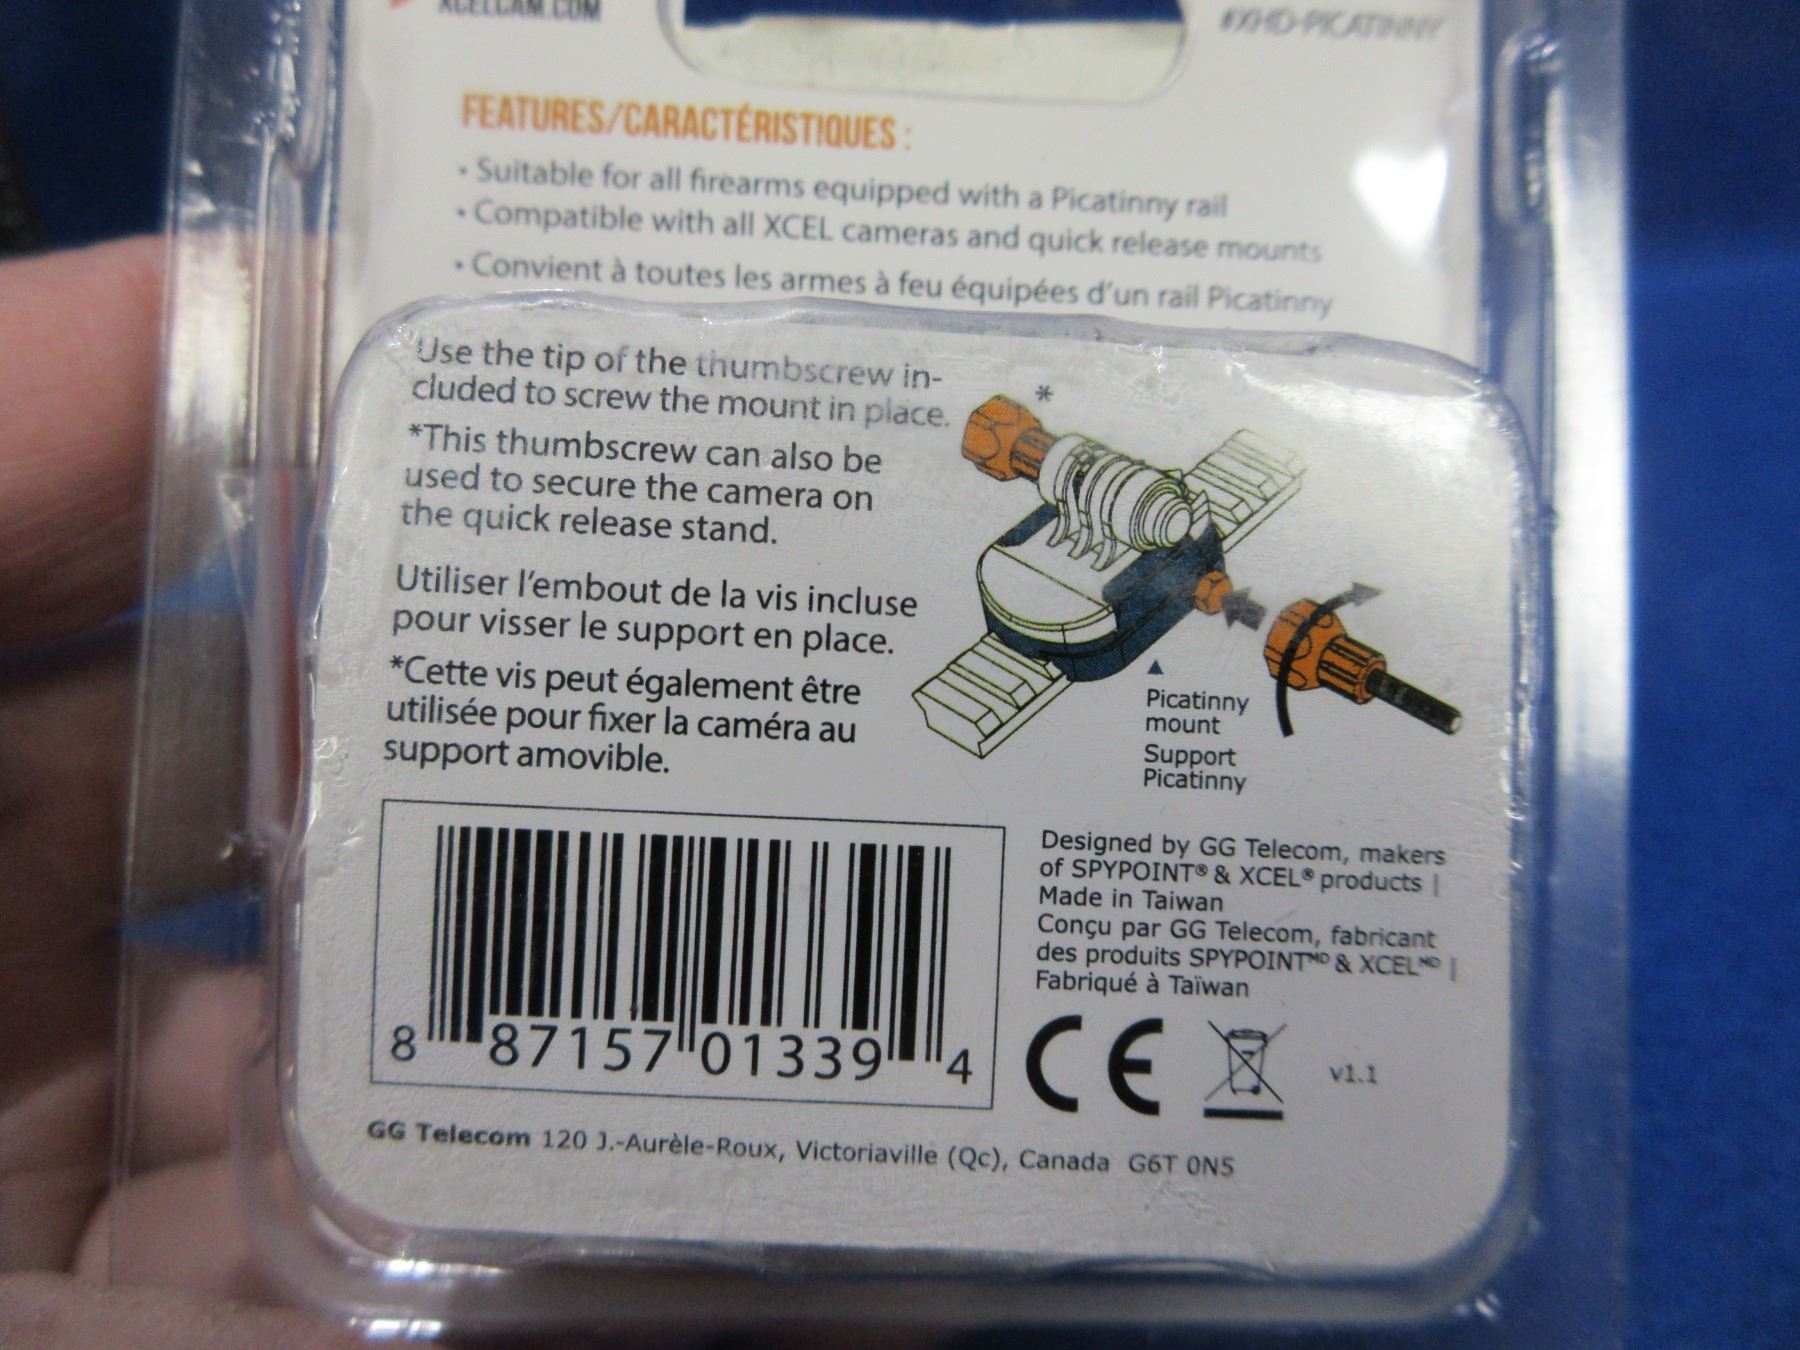 XCELCAM.COM
#XHD-PICATINNY
FEATURES/CARACTÉRISTIQUES :
• Suitable for all firearms equipped with a Picatinny rail
• Compatible with all XCEL cameras and quick release mounts
• Convient à toutes les armes à feu équipées d'un rail Picatinny
Use the tip of the thumbscrew in-
cluded to screw the mount in place.
*This thumbscrew can also be
used to secure the camera on
the quick release stand.
Utiliser l'embout de la vis incluse
pour visser le support en place.
*Cette vis peut également être
utilisée pour fixer la caméra au
support amovible.
*
Picatinny
mount
Support
Picatinny
8 87157 01339 4
Designed by GG Telecom, makers
of SPYPOINT® & XCEL® products |
Made in Taiwan
Conçu par GG Telecom, fabricant
des produits SPYPOINTᴹᴰ & XCELᴹᴰ |
Fabriqué à Taïwan
CE
v1.1
GG Telecom 120 J.-Aurèle-Roux, Victoriaville (Qc), Canada G6T 0N5